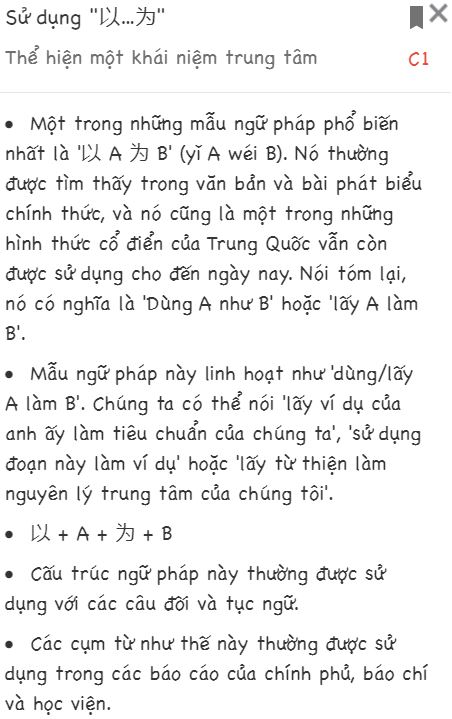 Sử dụng "以...为"
Thể hiện một khái niệm trung tâm
C1
• Một trong những mẫu ngữ pháp phổ biến
nhất là '以 A 为 B' (yǐ A wéi B). Nó thường
được tìm thấy trong văn bản và bài phát biểu
chính thức, và nó cũng là một trong những
hình thức cổ điển của Trung Quốc vẫn còn
được sử dụng cho đến ngày nay. Nói tóm lại,
nó có nghĩa là 'Dùng A như B' hoặc 'lấy A làm
B'.
• Mẫu ngữ pháp này linh hoạt như 'dùng/lấy
A làm B'. Chúng ta có thể nói 'lấy ví dụ của
anh ấy làm tiêu chuẩn của chúng ta', 'sử dụng
đoạn này làm ví dụ' hoặc 'lấy từ thiện làm
nguyên lý trung tâm của chúng tôi'.
• 以 + A + 为 + B
• Cấu trúc ngữ pháp này thường được sử
dụng với các câu đối và tục ngữ.
• Các cụm từ như thế này thường được sử
dụng trong các báo cáo của chính phủ, báo chí
và học viện.